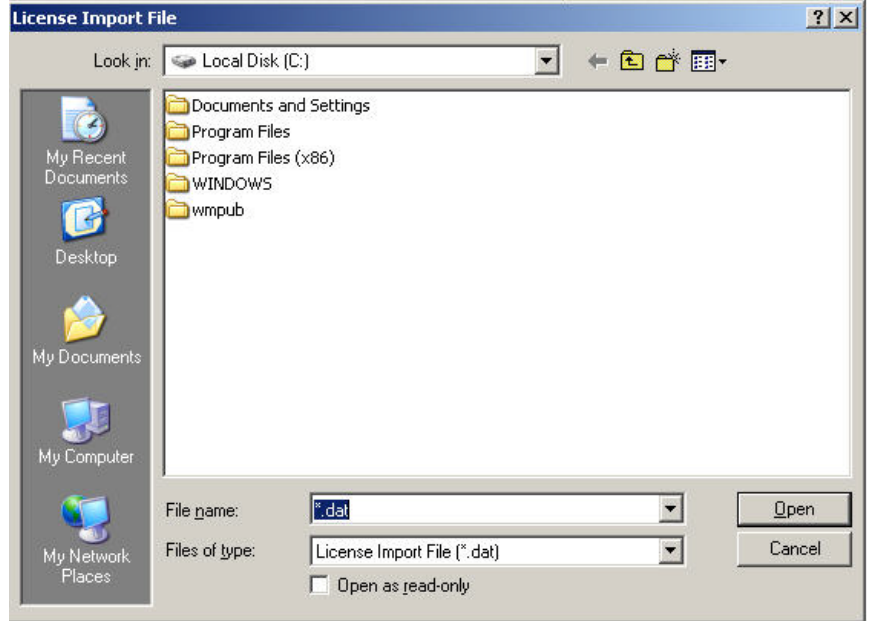 License Import File
Look in:
Local Disk (C:)
My Recent
Documents
Desktop
My Documents
My Computer
My Network
Places
Documents and Settings
Program Files
Program Files (x86)
WINDOWS
wmpub
File name:
*.dat
Open
Files of type:
License Import File (*.dat)
Cancel
Open as read-only